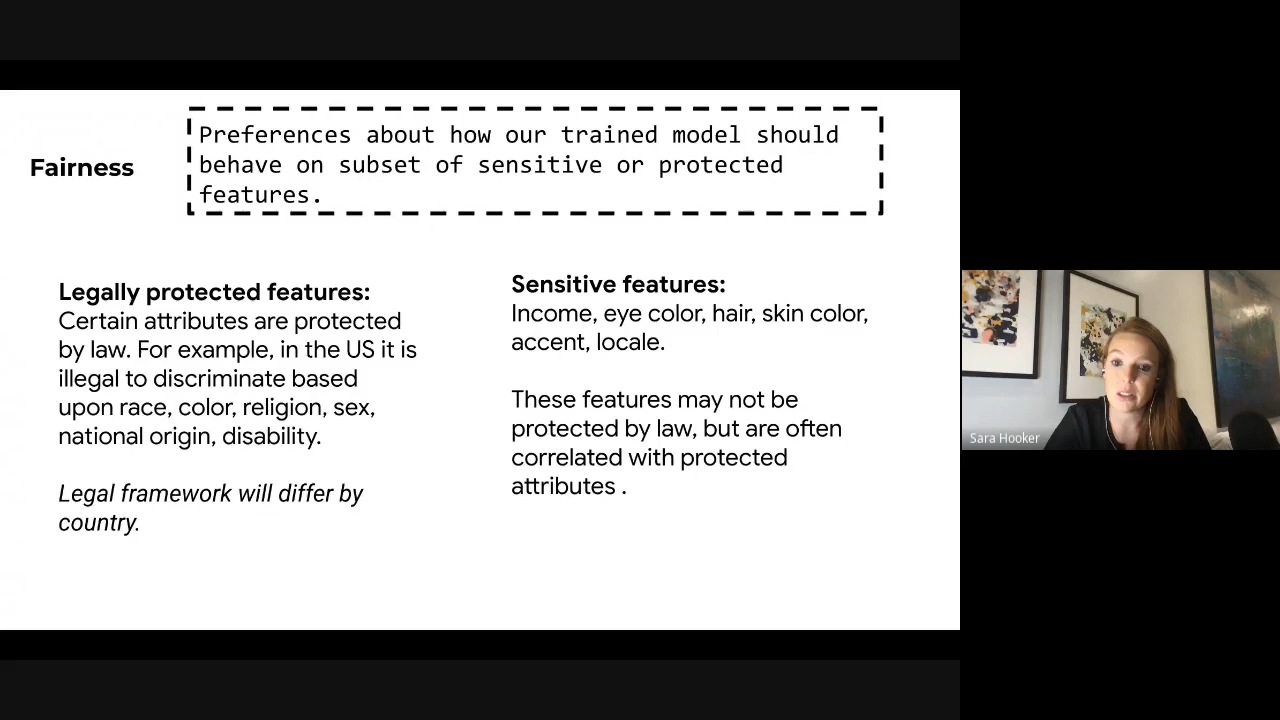 Fairness
Preferences about how our trained model should
behave on subset of sensitive or protected
features.
Legally protected features:
Certain attributes are protected
by law. For example, in the US it is
illegal to discriminate based
upon race, color, religion, sex,
national origin, disability.
Legal framework will differ by
country.
Sensitive features:
Income, eye color, hair, skin color,
accent, locale.
These features may not be
protected by law, but are often
correlated with protected
attributes .
Sara Hooker